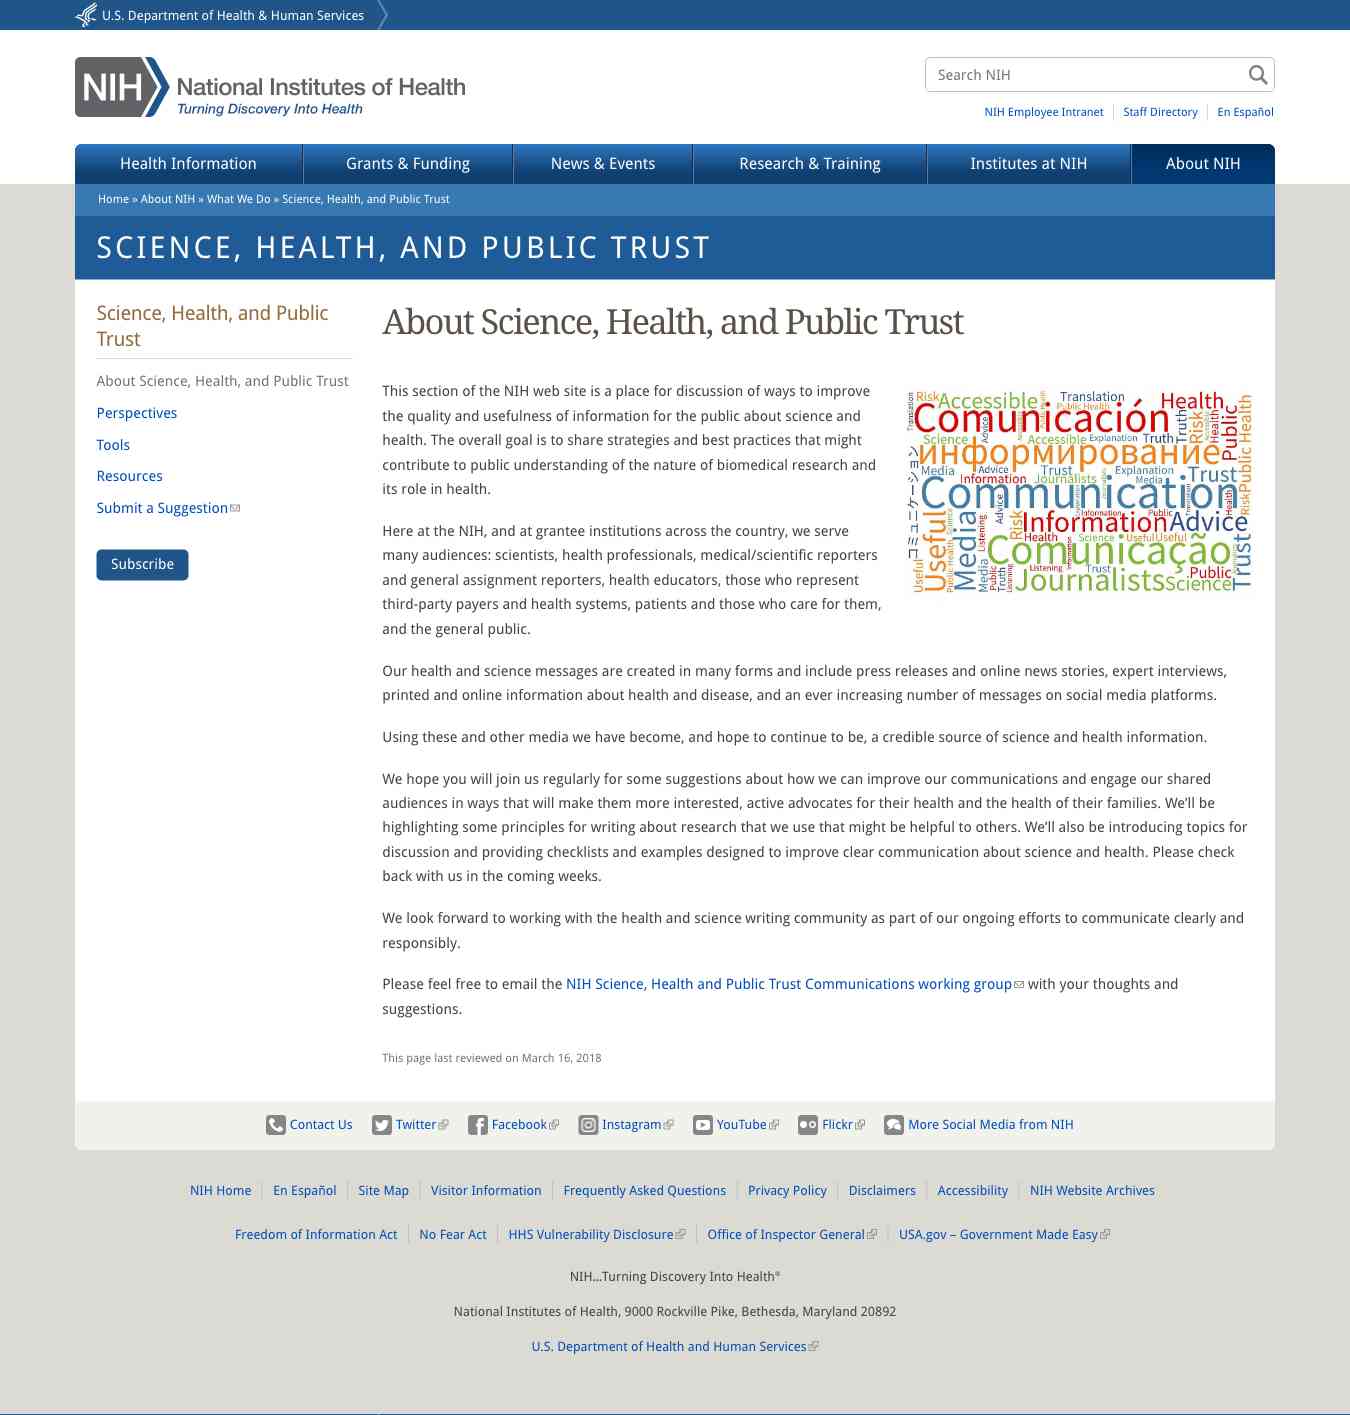 U.S. Department of Health & Human Services
NIH National Institutes of Health
Turning Discovery Into Health
Search NIH
NIH Employee Intranet
Staff Directory
En Español
Health Information
Grants & Funding
News & Events
Research & Training
Institutes at NIH
About NIH
Home » About NIH » What We Do » Science, Health, and Public Trust
SCIENCE, HEALTH, AND PUBLIC TRUST
Science, Health, and Public
Trust
About Science, Health, and Public Trust
Perspectives
Tools
Resources
Submit a Suggestion
Subscribe
About Science, Health, and Public Trust
This section of the NIH web site is a place for discussion of ways to improve
the quality and usefulness of information for the public about science and
health. The overall goal is to share strategies and best practices that might
contribute to public understanding of the nature of biomedical research and
its role in health.
Here at the NIH, and at grantee institutions across the country, we serve
many audiences: scientists, health professionals, medical/scientific reporters
and general assignment reporters, health educators, those who represent
third-party payers and health systems, patients and those who care for them,
and the general public.
Risk Accessible Translation Health
Translation
Public Health
Comunicación
Advice
Truth
Risk
Health
Public
Public Health
Science Accessible Explanation Truth
информирование
コミュニケーション
Media Advice Trust Explanation Trust
Information Journalists Media
Communication
Advice
Risk
Health
Information Public
Useful
Media
Listening
Risk
Information Advice
Health Science Useful Useful
Comunicação
Trust
Useful
Public Health
Media
Public
Truth
Listening Trust Public
Journalists Science
Our health and science messages are created in many forms and include press releases and online news stories, expert interviews,
printed and online information about health and disease, and an ever increasing number of messages on social media platforms.
Using these and other media we have become, and hope to continue to be, a credible source of science and health information.
We hope you will join us regularly for some suggestions about how we can improve our communications and engage our shared
audiences in ways that will make them more interested, active advocates for their health and the health of their families. We’ll be
highlighting some principles for writing about research that we use that might be helpful to others. We’ll also be introducing topics for
discussion and providing checklists and examples designed to improve clear communication about science and health. Please check
back with us in the coming weeks.
We look forward to working with the health and science writing community as part of our ongoing efforts to communicate clearly and
responsibly.
Please feel free to email the NIH Science, Health and Public Trust Communications working group with your thoughts and
suggestions.
This page last reviewed on March 16, 2018
Contact Us Twitter Facebook Instagram YouTube Flickr More Social Media from NIH
NIH Home En Español Site Map Visitor Information Frequently Asked Questions Privacy Policy Disclaimers Accessibility NIH Website Archives
Freedom of Information Act No Fear Act HHS Vulnerability Disclosure Office of Inspector General USA.gov – Government Made Easy
NIH…Turning Discovery Into Health®
National Institutes of Health, 9000 Rockville Pike, Bethesda, Maryland 20892
U.S. Department of Health and Human Services